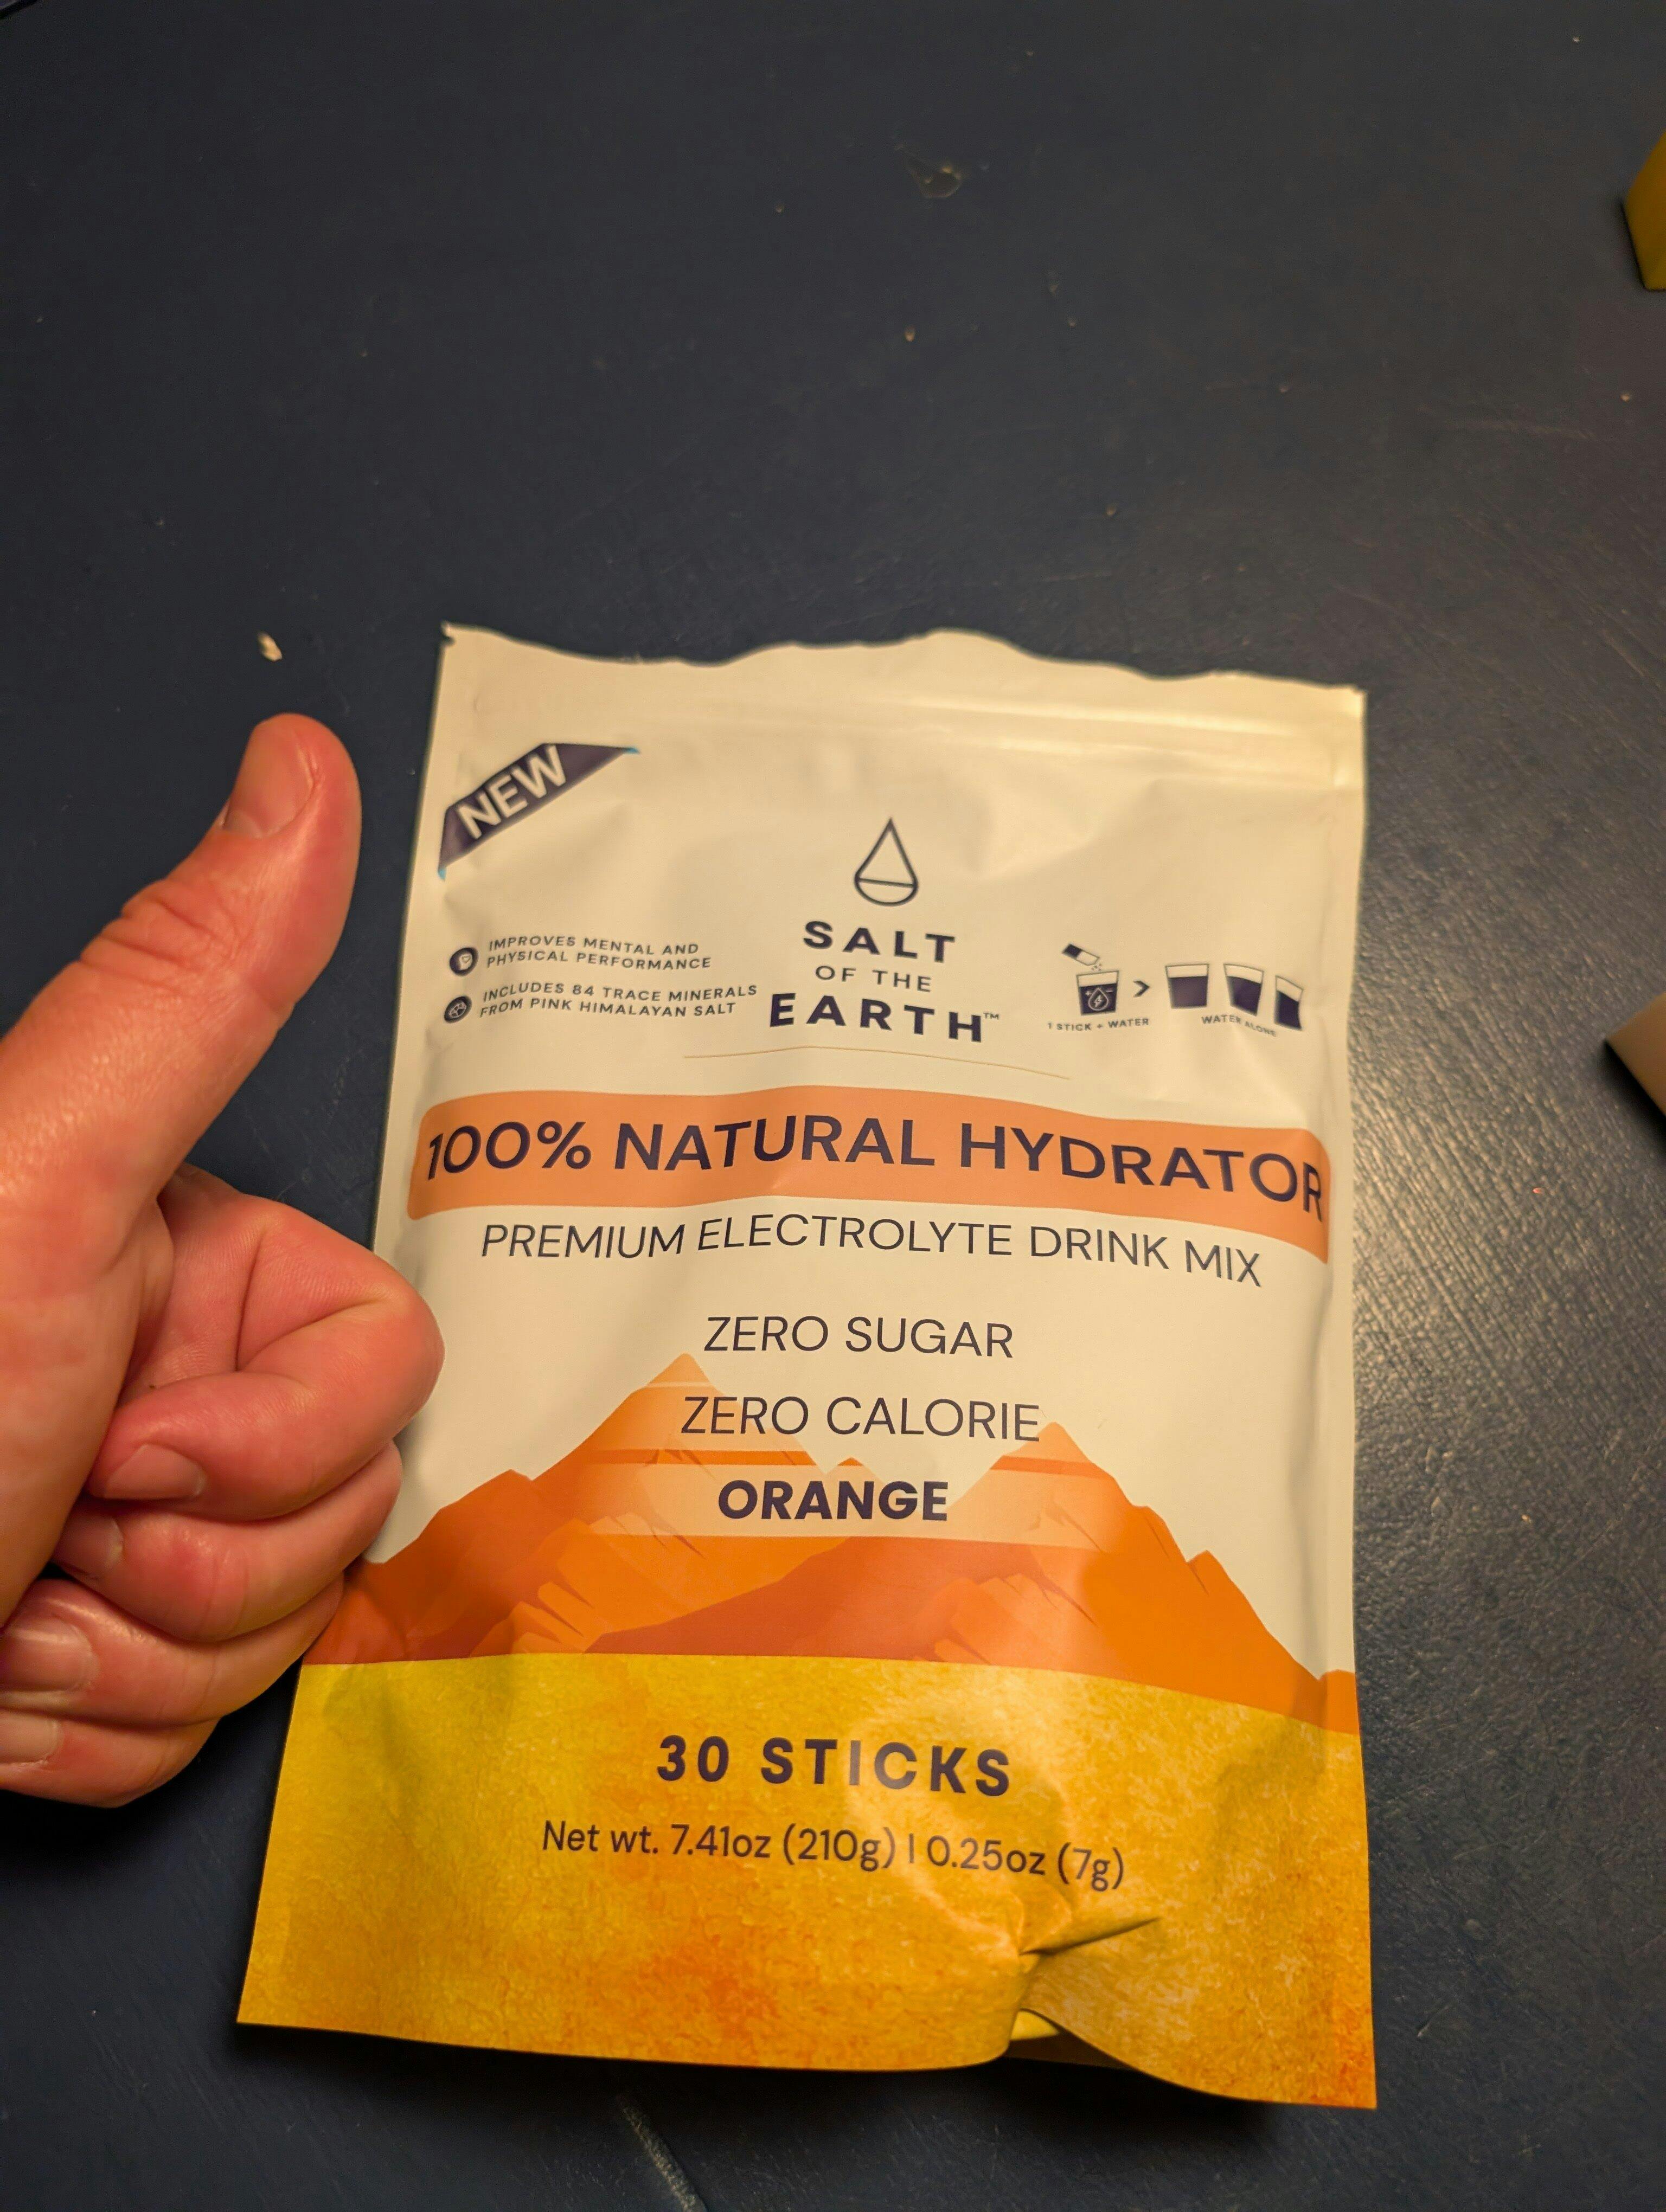 NEW
SALT
OF THE
EARTH™
IMPROVES MENTAL AND
PHYSICAL PERFORMANCE
INCLUDES 84 TRACE MINERALS
FROM PINK HIMALAYAN SALT
1 STICK + WATER
>
WATER ALONE
100% NATURAL HYDRATOR
PREMIUM ELECTROLYTE DRINK MIX
ZERO SUGAR
ZERO CALORIE
ORANGE
30 STICKS
Net wt. 7.41oz (210g) | 0.25oz (7g)